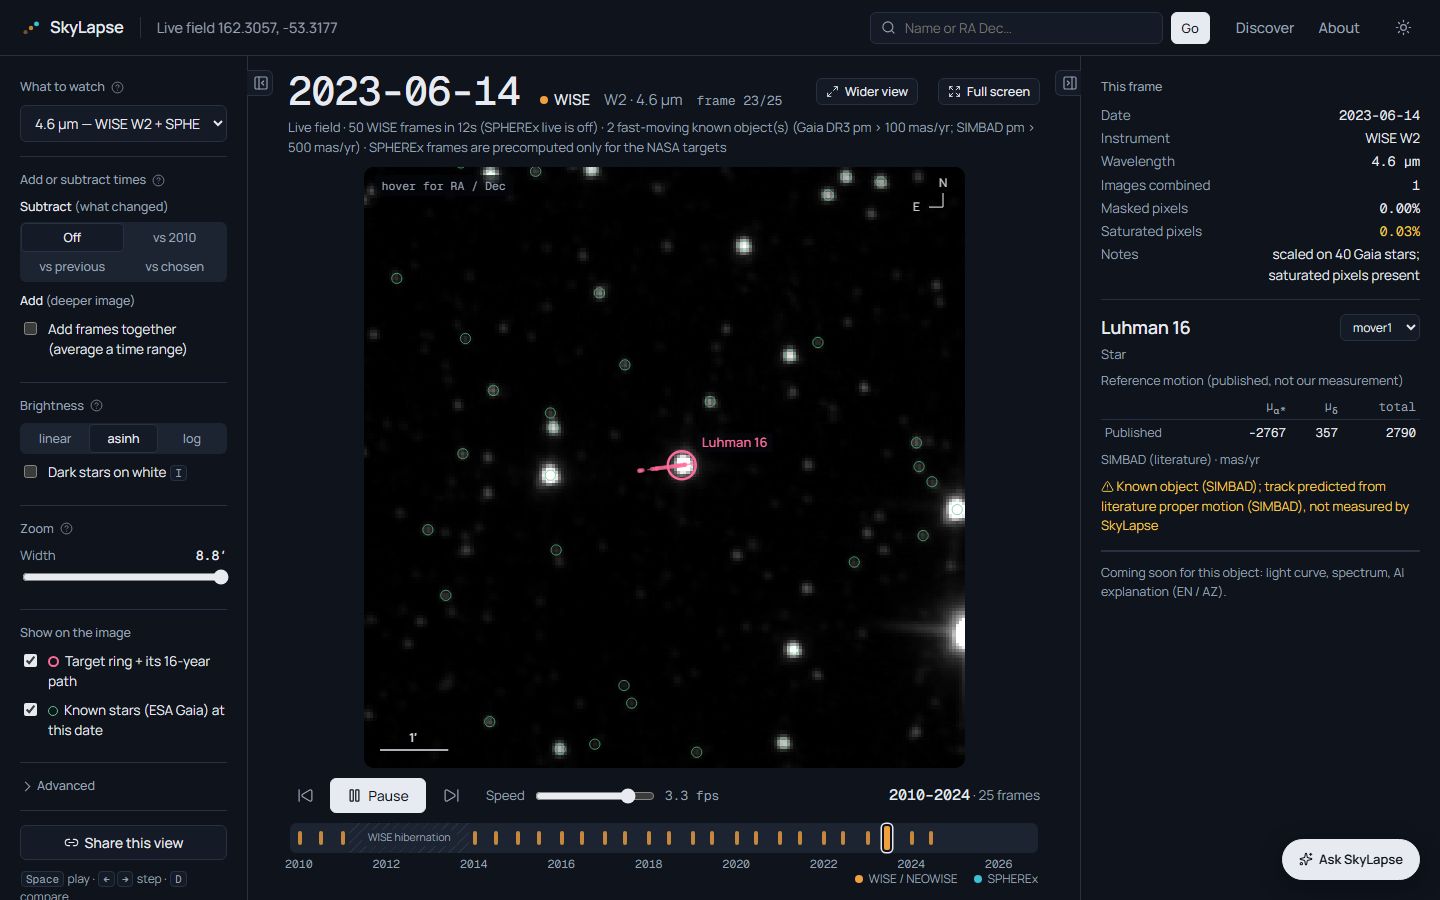 SkyLapse
Live field 162.3057, -53.3177
Name or RA Dec...
Go
Discover
About
What to watch
4.6 µm — WISE W2 + SPHE
Add or subtract times
Subtract (what changed)
Off
vs 2010
vs previous
vs chosen
Add (deeper image)
Add frames together
(average a time range)
Brightness
linear
asinh
log
Dark stars on white I
Zoom
Width 8.8′
Show on the image
Target ring + its 16-year
path
Known stars (ESA Gaia) at
this date
Advanced
Share this view
Space play · ← → step · D
compare
2023-06-14
WISE W2 · 4.6 µm frame 23/25
Wider view
Full screen
Live field · 50 WISE frames in 12s (SPHEREx live is off) · 2 fast-moving known object(s) (Gaia DR3 pm > 100 mas/yr; SIMBAD pm >
500 mas/yr) · SPHEREx frames are precomputed only for the NASA targets
hover for RA / Dec
N
E
Luhman 16
1′
Pause
Speed
3.3 fps
2010–2024 · 25 frames
WISE hibernation
2010 2012 2014 2016 2018 2020 2022 2024 2026
WISE / NEOWISE
SPHEREx
This frame
Date 2023-06-14
Instrument WISE W2
Wavelength 4.6 µm
Images combined 1
Masked pixels 0.00%
Saturated pixels 0.03%
Notes scaled on 40 Gaia stars;
saturated pixels present
Luhman 16
mover1
Star
Reference motion (published, not our measurement)
µα* µδ total
Published -2767 357 2790
SIMBAD (literature) · mas/yr
Known object (SIMBAD); track predicted from
literature proper motion (SIMBAD), not measured by
SkyLapse
Coming soon for this object: light curve, spectrum, AI
explanation (EN / AZ).
Ask SkyLapse